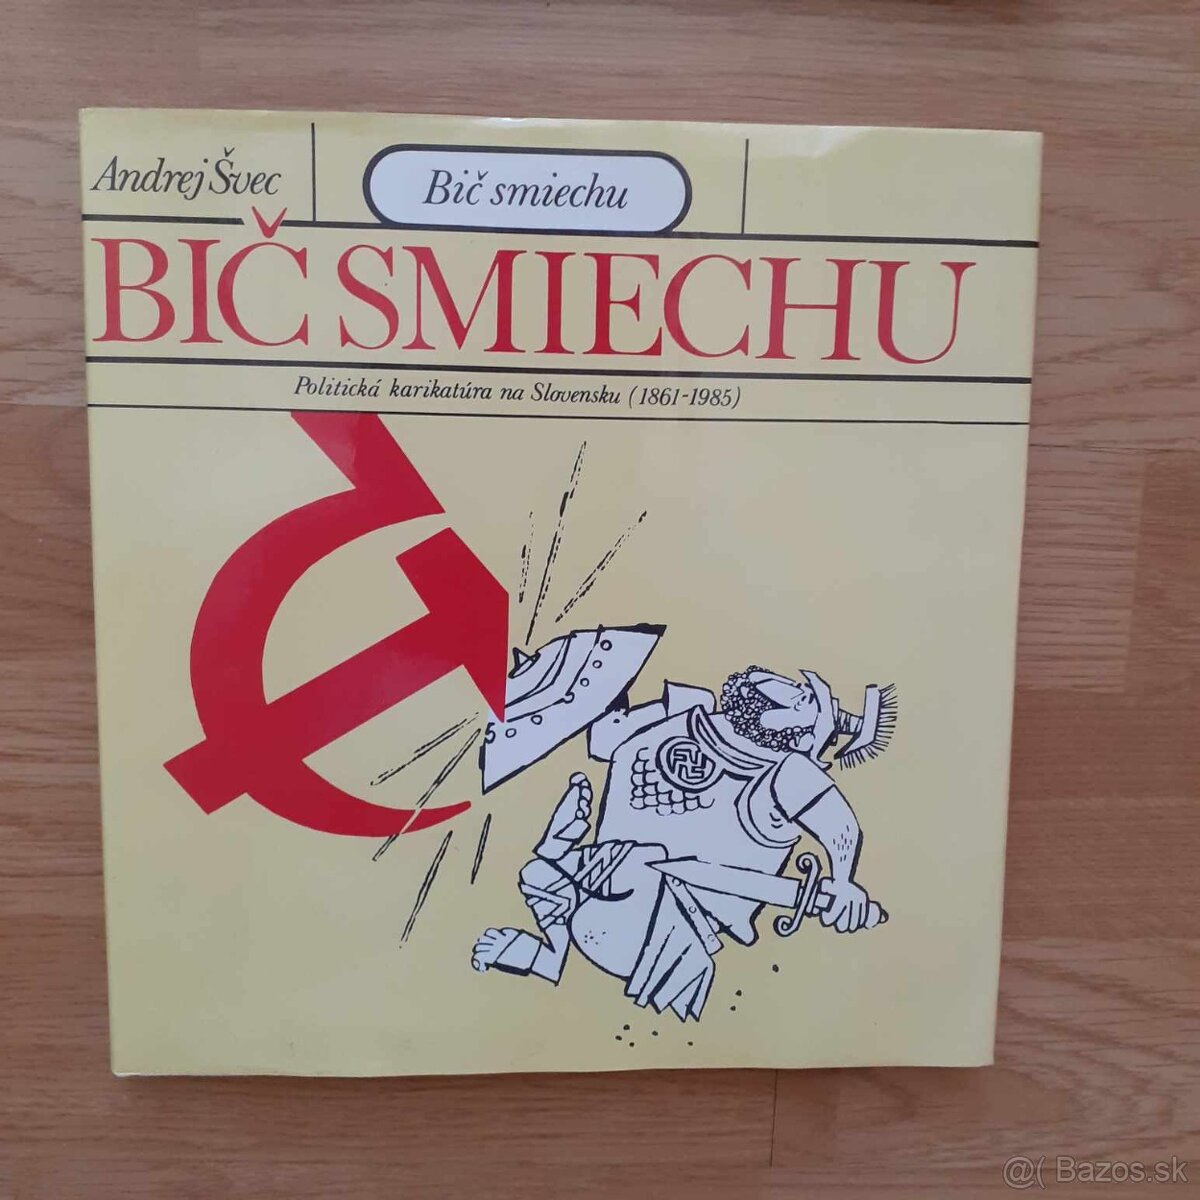 Andrej Švec
Bič smiechu
BIČ SMIECHU
Politická karikatúra na Slovensku (1861-1985)
@( Bazos.sk